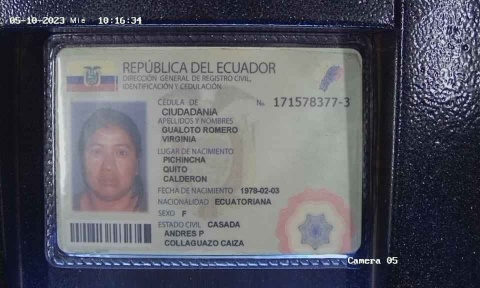 05-10-2023 Mié 10:16:34
REPÚBLICA DEL ECUADOR
DIRECCIÓN GENERAL DE REGISTRO CIVIL,
IDENTIFICACIÓN Y CEDULACIÓN
CÉDULA DE No. 171578377-3
CIUDADANÍA
APELLIDOS Y NOMBRES
GUALOTO ROMERO
VIRGINIA
LUGAR DE NACIMIENTO
PICHINCHA
QUITO
CALDERON
FECHA DE NACIMIENTO 1978-02-03
NACIONALIDAD ECUATORIANA
SEXO F
ESTADO CIVIL CASADA
ANDRES P
COLLAGUAZO CAIZA
Camera 05